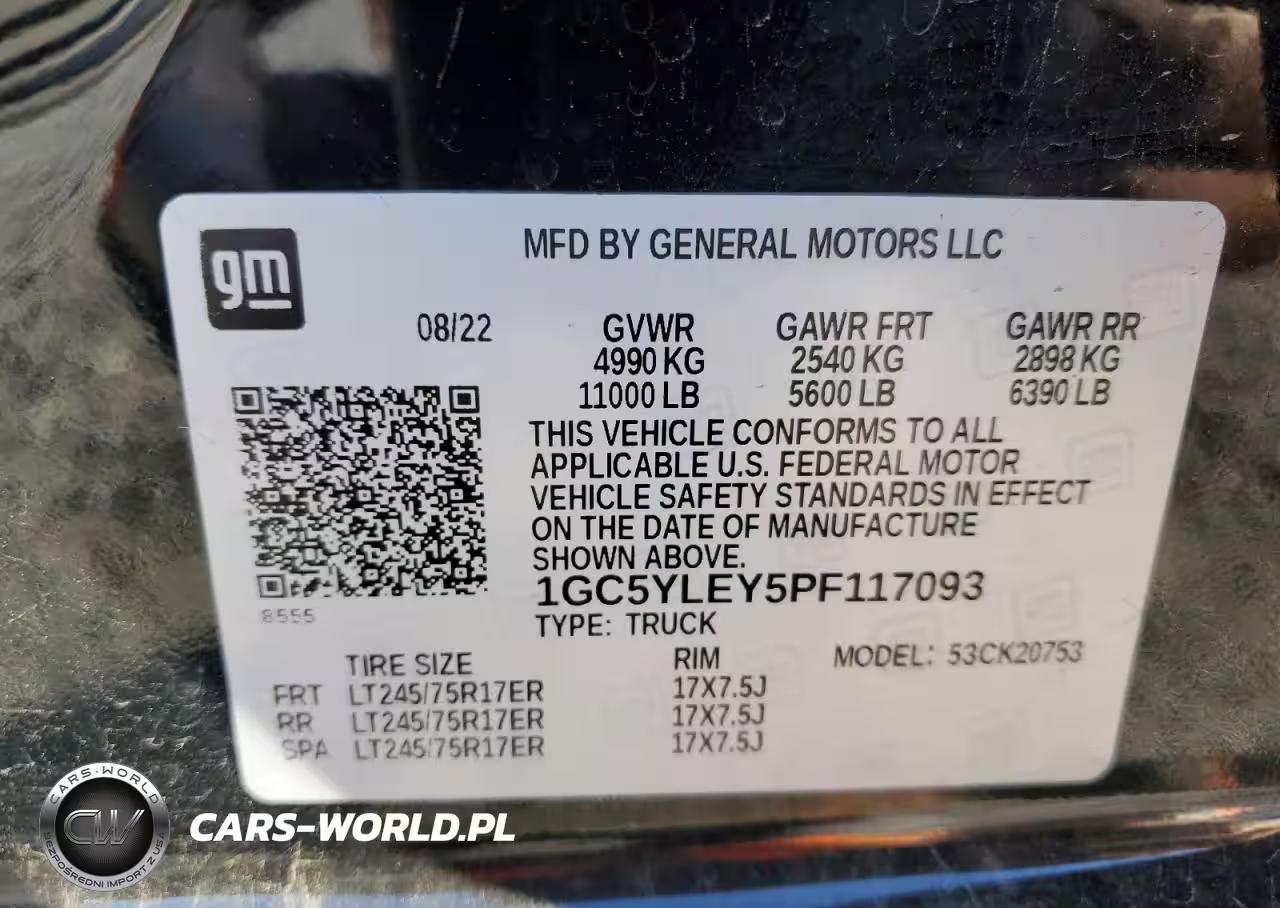 gm
MFD BY GENERAL MOTORS LLC
08/22 GVWR GAWR FRT GAWR RR
4990 KG 2540 KG 2898 KG
11000 LB 5600 LB 6390 LB
THIS VEHICLE CONFORMS TO ALL
APPLICABLE U.S. FEDERAL MOTOR
VEHICLE SAFETY STANDARDS IN EFFECT
ON THE DATE OF MANUFACTURE
SHOWN ABOVE.
1GC5YLEY5PF117093
8555
TYPE: TRUCK
TIRE SIZE RIM MODEL: 53CK20753
FRT LT245/75R17ER 17X7.5J
RR LT245/75R17ER 17X7.5J
SPA LT245/75R17ER 17X7.5J
CARS-WORLD
CW
BEZPOŚREDNI IMPORT Z USA
CARS-WORLD.PL